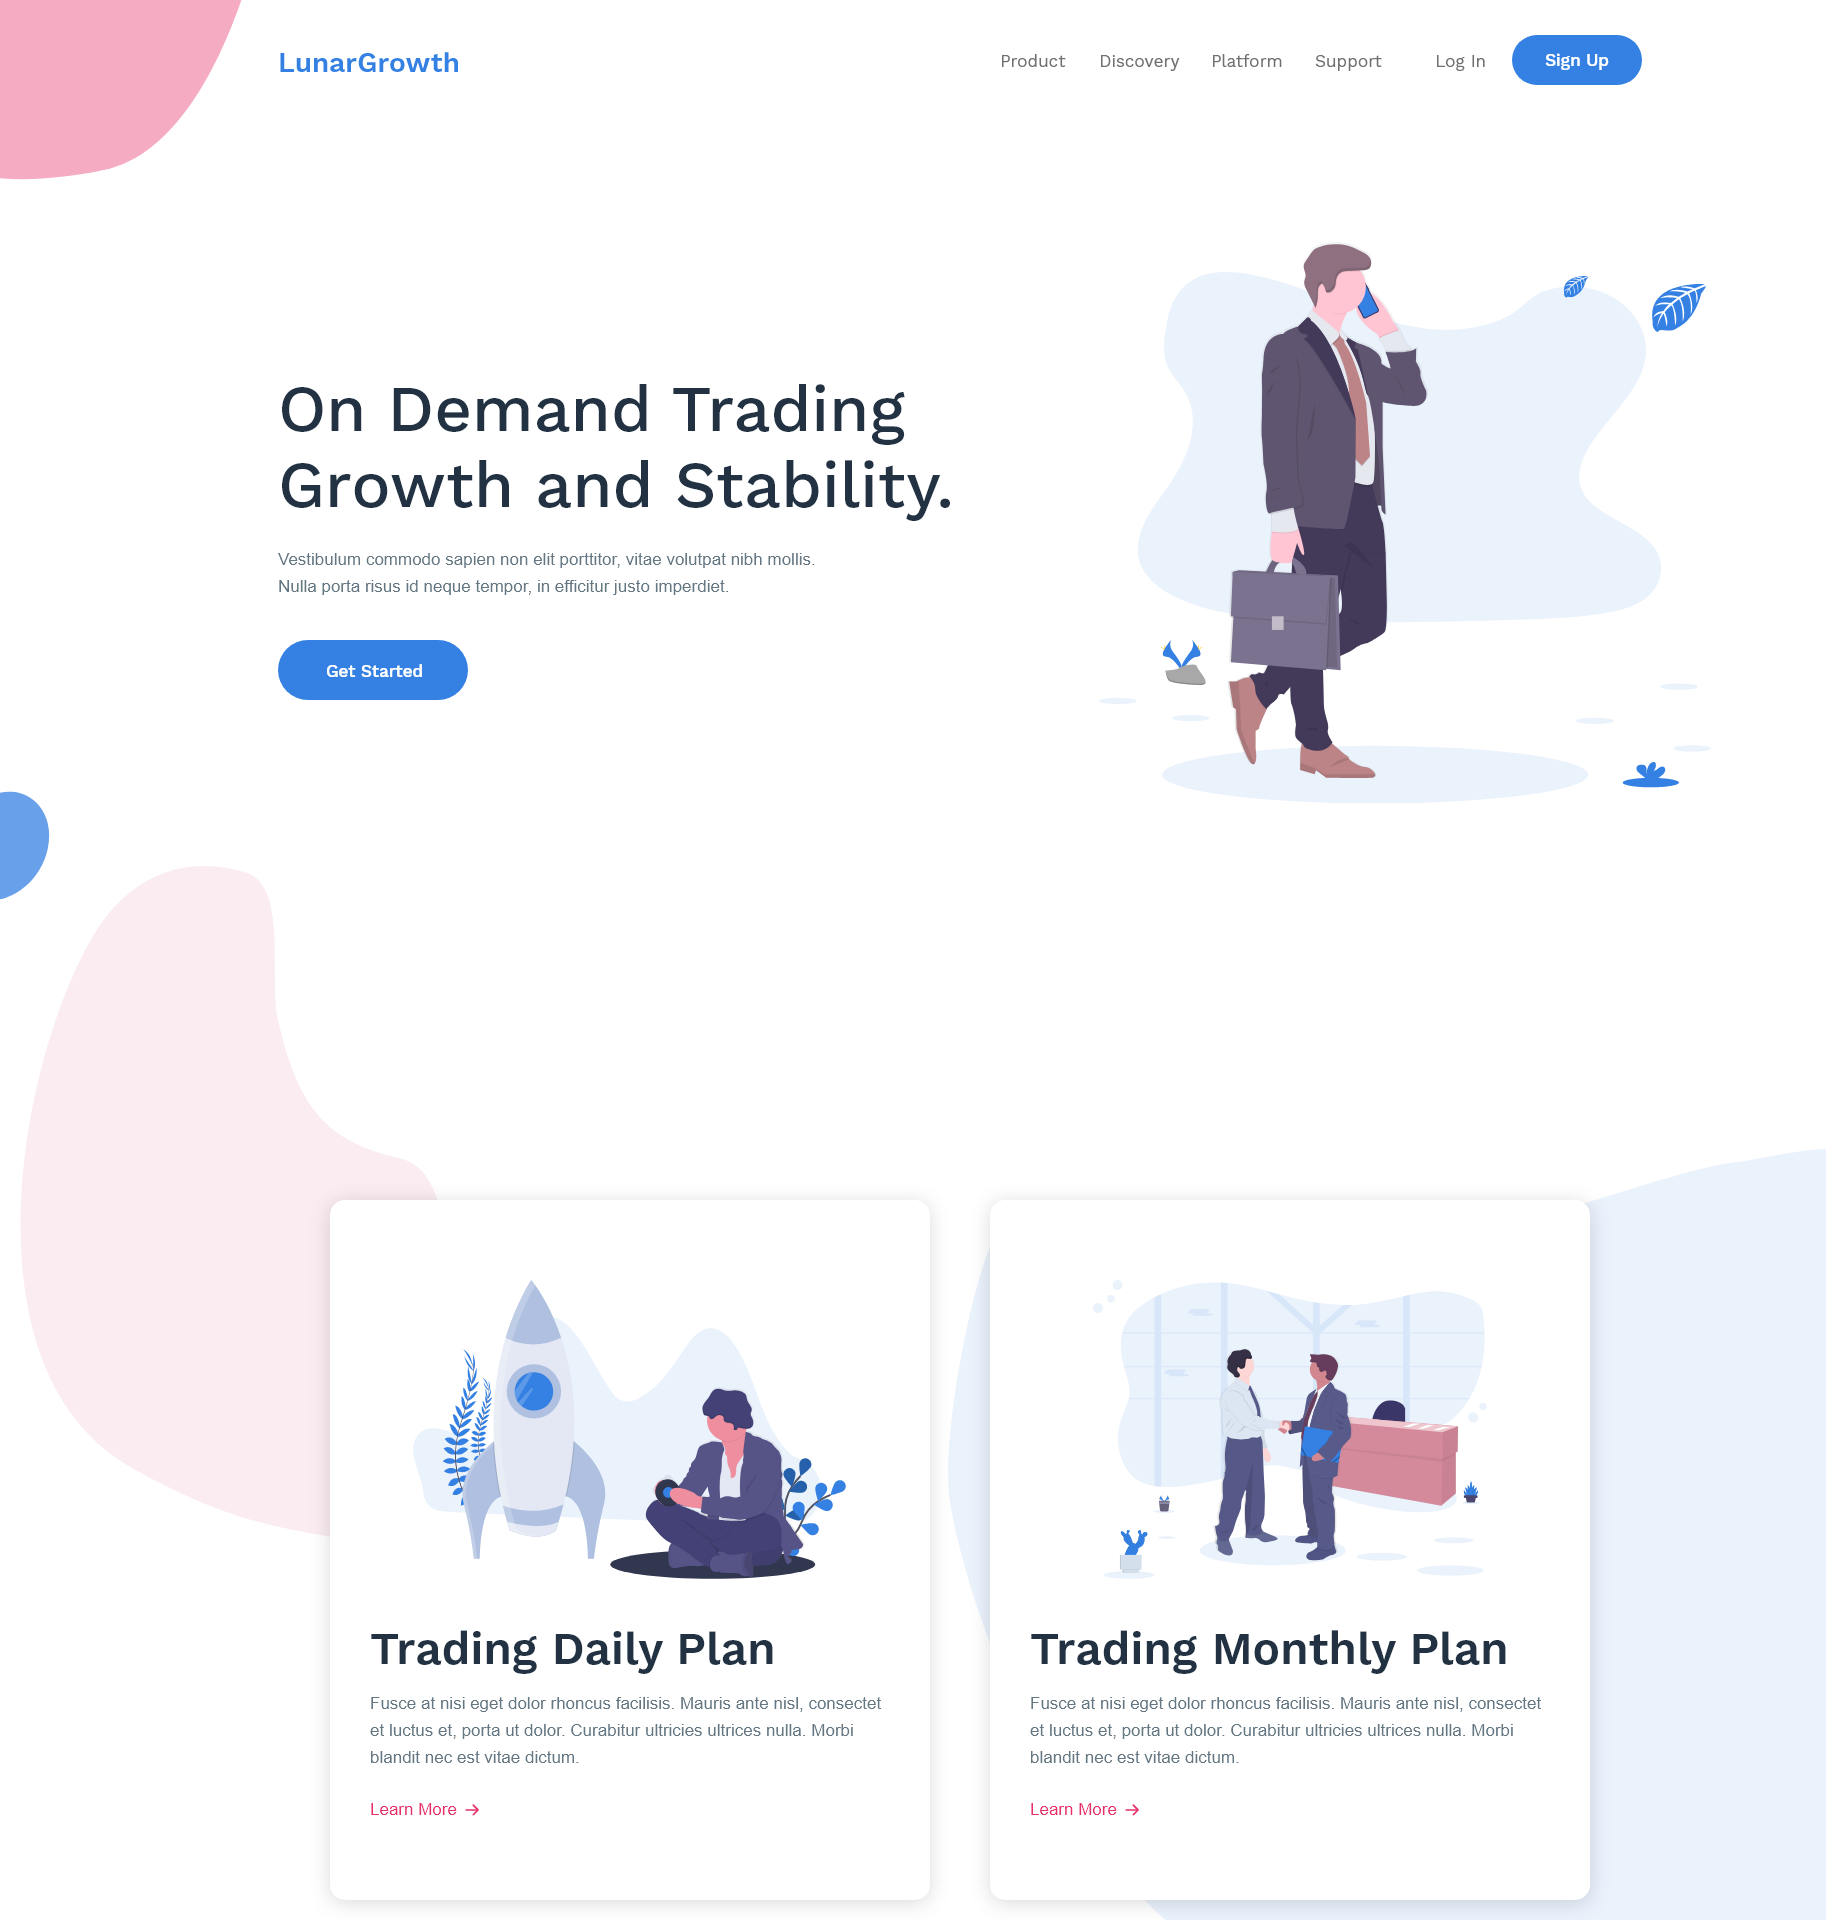 LunarGrowth
Product Discovery Platform Support Log In Sign Up
On Demand Trading
Growth and Stability.
Vestibulum commodo sapien non elit porttitor, vitae volutpat nibh mollis.
Nulla porta risus id neque tempor, in efficitur justo imperdiet.
Get Started
Trading Daily Plan
Fusce at nisi eget dolor rhoncus facilisis. Mauris ante nisl, consectet
et luctus et, porta ut dolor. Curabitur ultricies ultrices nulla. Morbi
blandit nec est vitae dictum.
Learn More
Trading Monthly Plan
Fusce at nisi eget dolor rhoncus facilisis. Mauris ante nisl, consectet
et luctus et, porta ut dolor. Curabitur ultricies ultrices nulla. Morbi
blandit nec est vitae dictum.
Learn More